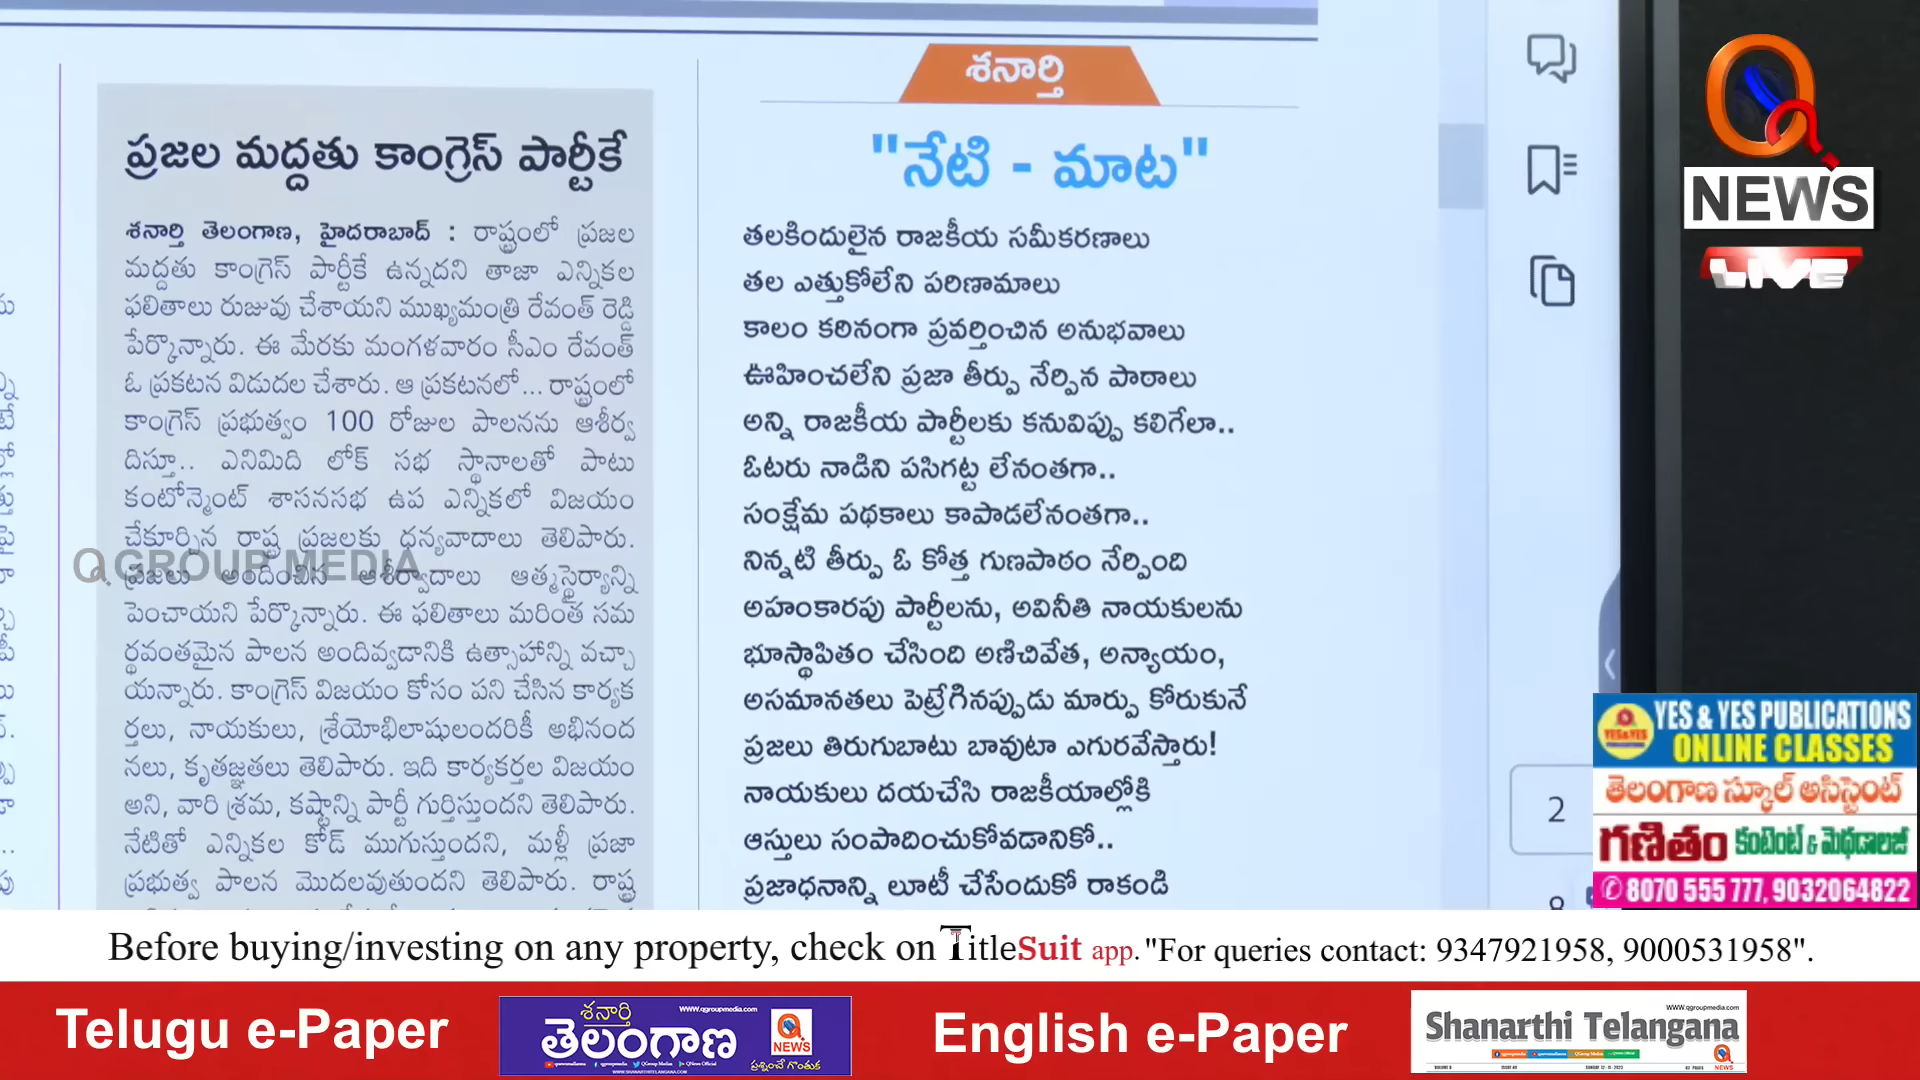 ప్రజల మద్దతు కాంగ్రెస్ పార్టీకే
శనార్తి తెలంగాణ, హైదరాబాద్ : రాష్ట్రంలో ప్రజల
మద్దతు కాంగ్రెస్ పార్టీకే ఉన్నదని తాజా ఎన్నికల
ఫలితాలు రుజువు చేశాయని ముఖ్యమంత్రి రేవంత్ రెడ్డి
పేర్కొన్నారు. ఈ మేరకు మంగళవారం సీఎం రేవంత్
ఓ ప్రకటన విడుదల చేశారు. ఆ ప్రకటనలో... రాష్ట్రంలో
కాంగ్రెస్ ప్రభుత్వం 100 రోజుల పాలనను ఆశీర్వ
దిస్తూ.. ఎనిమిది లోక్ సభ స్థానాలతో పాటు
కంటోన్మెంట్ శాసనసభ ఉప ఎన్నికలో విజయం
చేకూర్చిన రాష్ట్ర ప్రజలకు ధన్యవాదాలు తెలిపారు.
ప్రజలు అందించిన ఆశీర్వాదాలు ఆత్మస్థైర్యాన్ని
పెంచాయని పేర్కొన్నారు. ఈ ఫలితాలు మరింత సమ
ర్థవంతమైన పాలన అందివ్వడానికి ఉత్సాహాన్ని వచ్చా
యన్నారు. కాంగ్రెస్ విజయం కోసం పని చేసిన కార్యక
ర్తలు, నాయకులు, శ్రేయోభిలాషులందరికీ అభినంద
నలు, కృతజ్ఞతలు తెలిపారు. ఇది కార్యకర్తల విజయం
అని, వారి శ్రమ, కష్టాన్ని పార్టీ గుర్తిస్తుందని తెలిపారు.
నేటితో ఎన్నికల కోడ్ ముగుస్తుందని, మళ్లీ ప్రజా
ప్రభుత్వ పాలన మొదలవుతుందని తెలిపారు. రాష్ట్ర
Q GROUP MEDIA
శనార్తి
"నేటి - మాట"
తలకిందులైన రాజకీయ సమీకరణాలు
తల ఎత్తుకోలేని పరిణామాలు
కాలం కఠినంగా ప్రవర్తించిన అనుభవాలు
ఊహించలేని ప్రజా తీర్పు నేర్పిన పాఠాలు
అన్ని రాజకీయ పార్టీలకు కనువిప్పు కలిగేలా..
ఓటరు నాడిని పసిగట్ట లేనంతగా..
సంక్షేమ పథకాలు కాపాడలేనంతగా..
నిన్నటి తీర్పు ఓ కోత్త గుణపాఠం నేర్పింది
అహంకారపు పార్టీలను, అవినీతి నాయకులను
భూస్థాపితం చేసింది అణిచివేత, అన్యాయం,
అసమానతలు పెట్రేగినప్పుడు మార్పు కోరుకునే
ప్రజలు తిరుగుబాటు బావుటా ఎగురవేస్తారు!
నాయకులు దయచేసి రాజకీయాల్లోకి
ఆస్తులు సంపాదించుకోవడానికో..
ప్రజాధనాన్ని లూటీ చేసేందుకో రాకండి
2
Q
NEWS
LIVE
YES & YES PUBLICATIONS
ONLINE CLASSES
తెలంగాణ స్కూల్ అసిస్టెంట్
గణితం కంటెంట్ & మెథడాలజీ
8070 555 777, 9032064822
Before buying/investing on any property, check on TitleSuit app. "For queries contact: 9347921958, 9000531958".
Telugu e-Paper
శనార్తి
www.qgroupmedia.com
తెలంగాణ
NEWS
ప్రశ్నించే గొంతుక
English e-Paper
www.qgroupmedia.com
Shanarthi Telangana